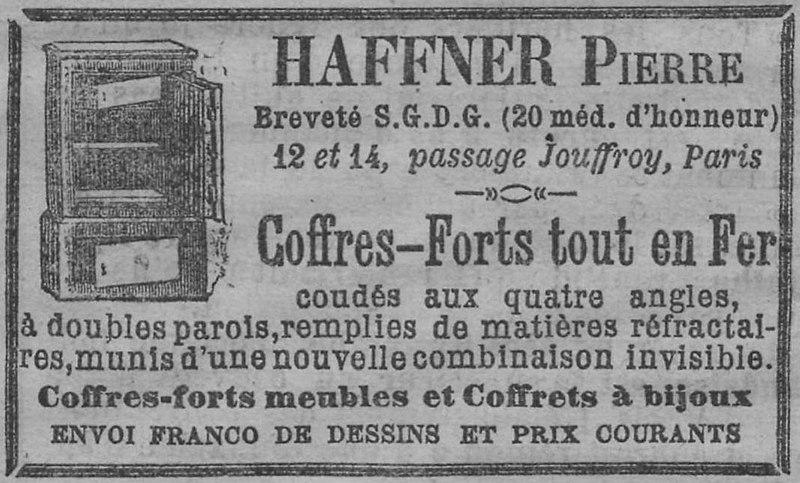 HAFFNER PIERRE
Breveté S.G.D.G. (20 méd. d'honneur)
12 et 14, passage Jouffroy, Paris
Coffres-Forts tout en Fer
coudés aux quatre angles,
à doubles parois, remplies de matières réfractai-
res, munis d'une nouvelle combinaison invisible.
Coffres-forts meubles et Coffrets à bijoux
ENVOI FRANCO DE DESSINS ET PRIX COURANTS